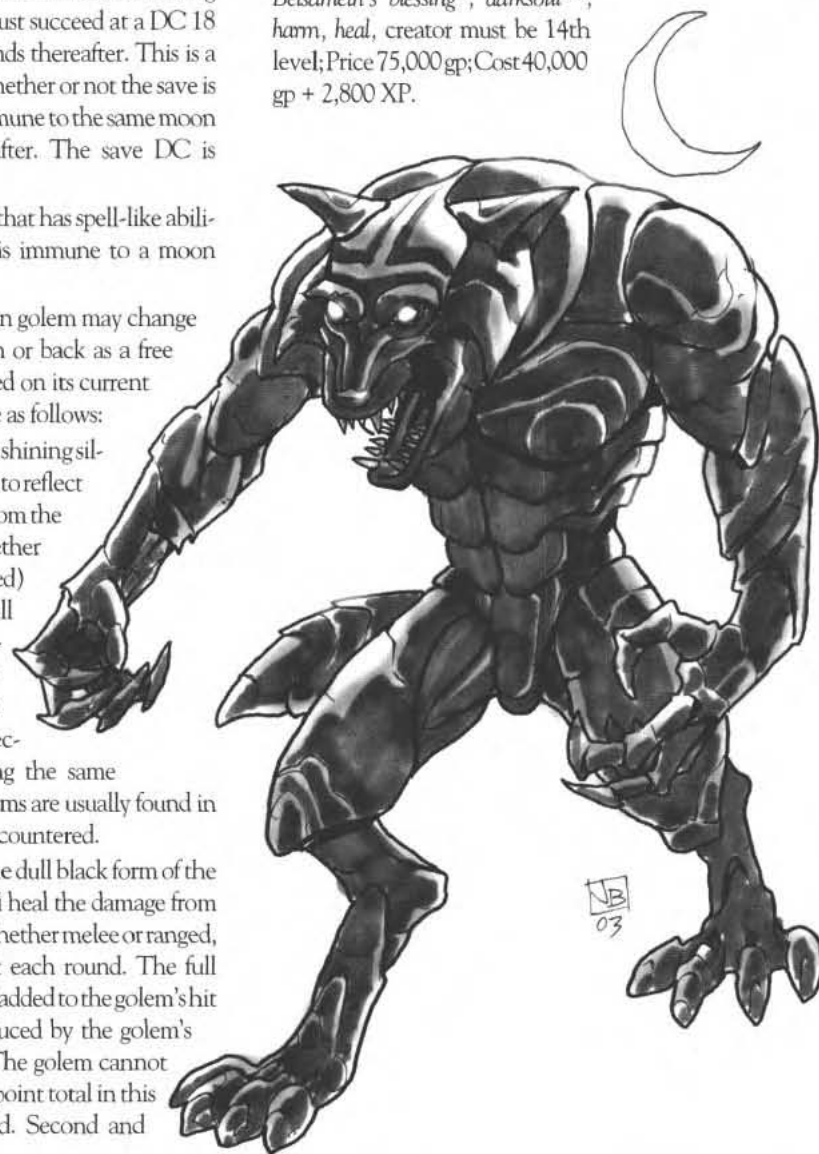 ust succeed at a DC 18
nds thereafter. This is a
hether or not the save is
mune to the same moon
after. The save DC is
that has spell-like abili-
is immune to a moon
n golem may change
n or back as a free
ed on its current
e as follows:
shining sil-
to reflect
om the
ether
ed)
ll
ec-
ng the same
ms are usually found in
countered.
e dull black form of the
i heal the damage from
hether melee or ranged,
t each round. The full
added to the golem's hit
uced by the golem's
The golem cannot
point total in this
d. Second and
Belsameth's blessing*, darksoul*,
harm, heal, creator must be 14th
level; Price 75,000 gp; Cost 40,000
gp + 2,800 XP.
NB
03